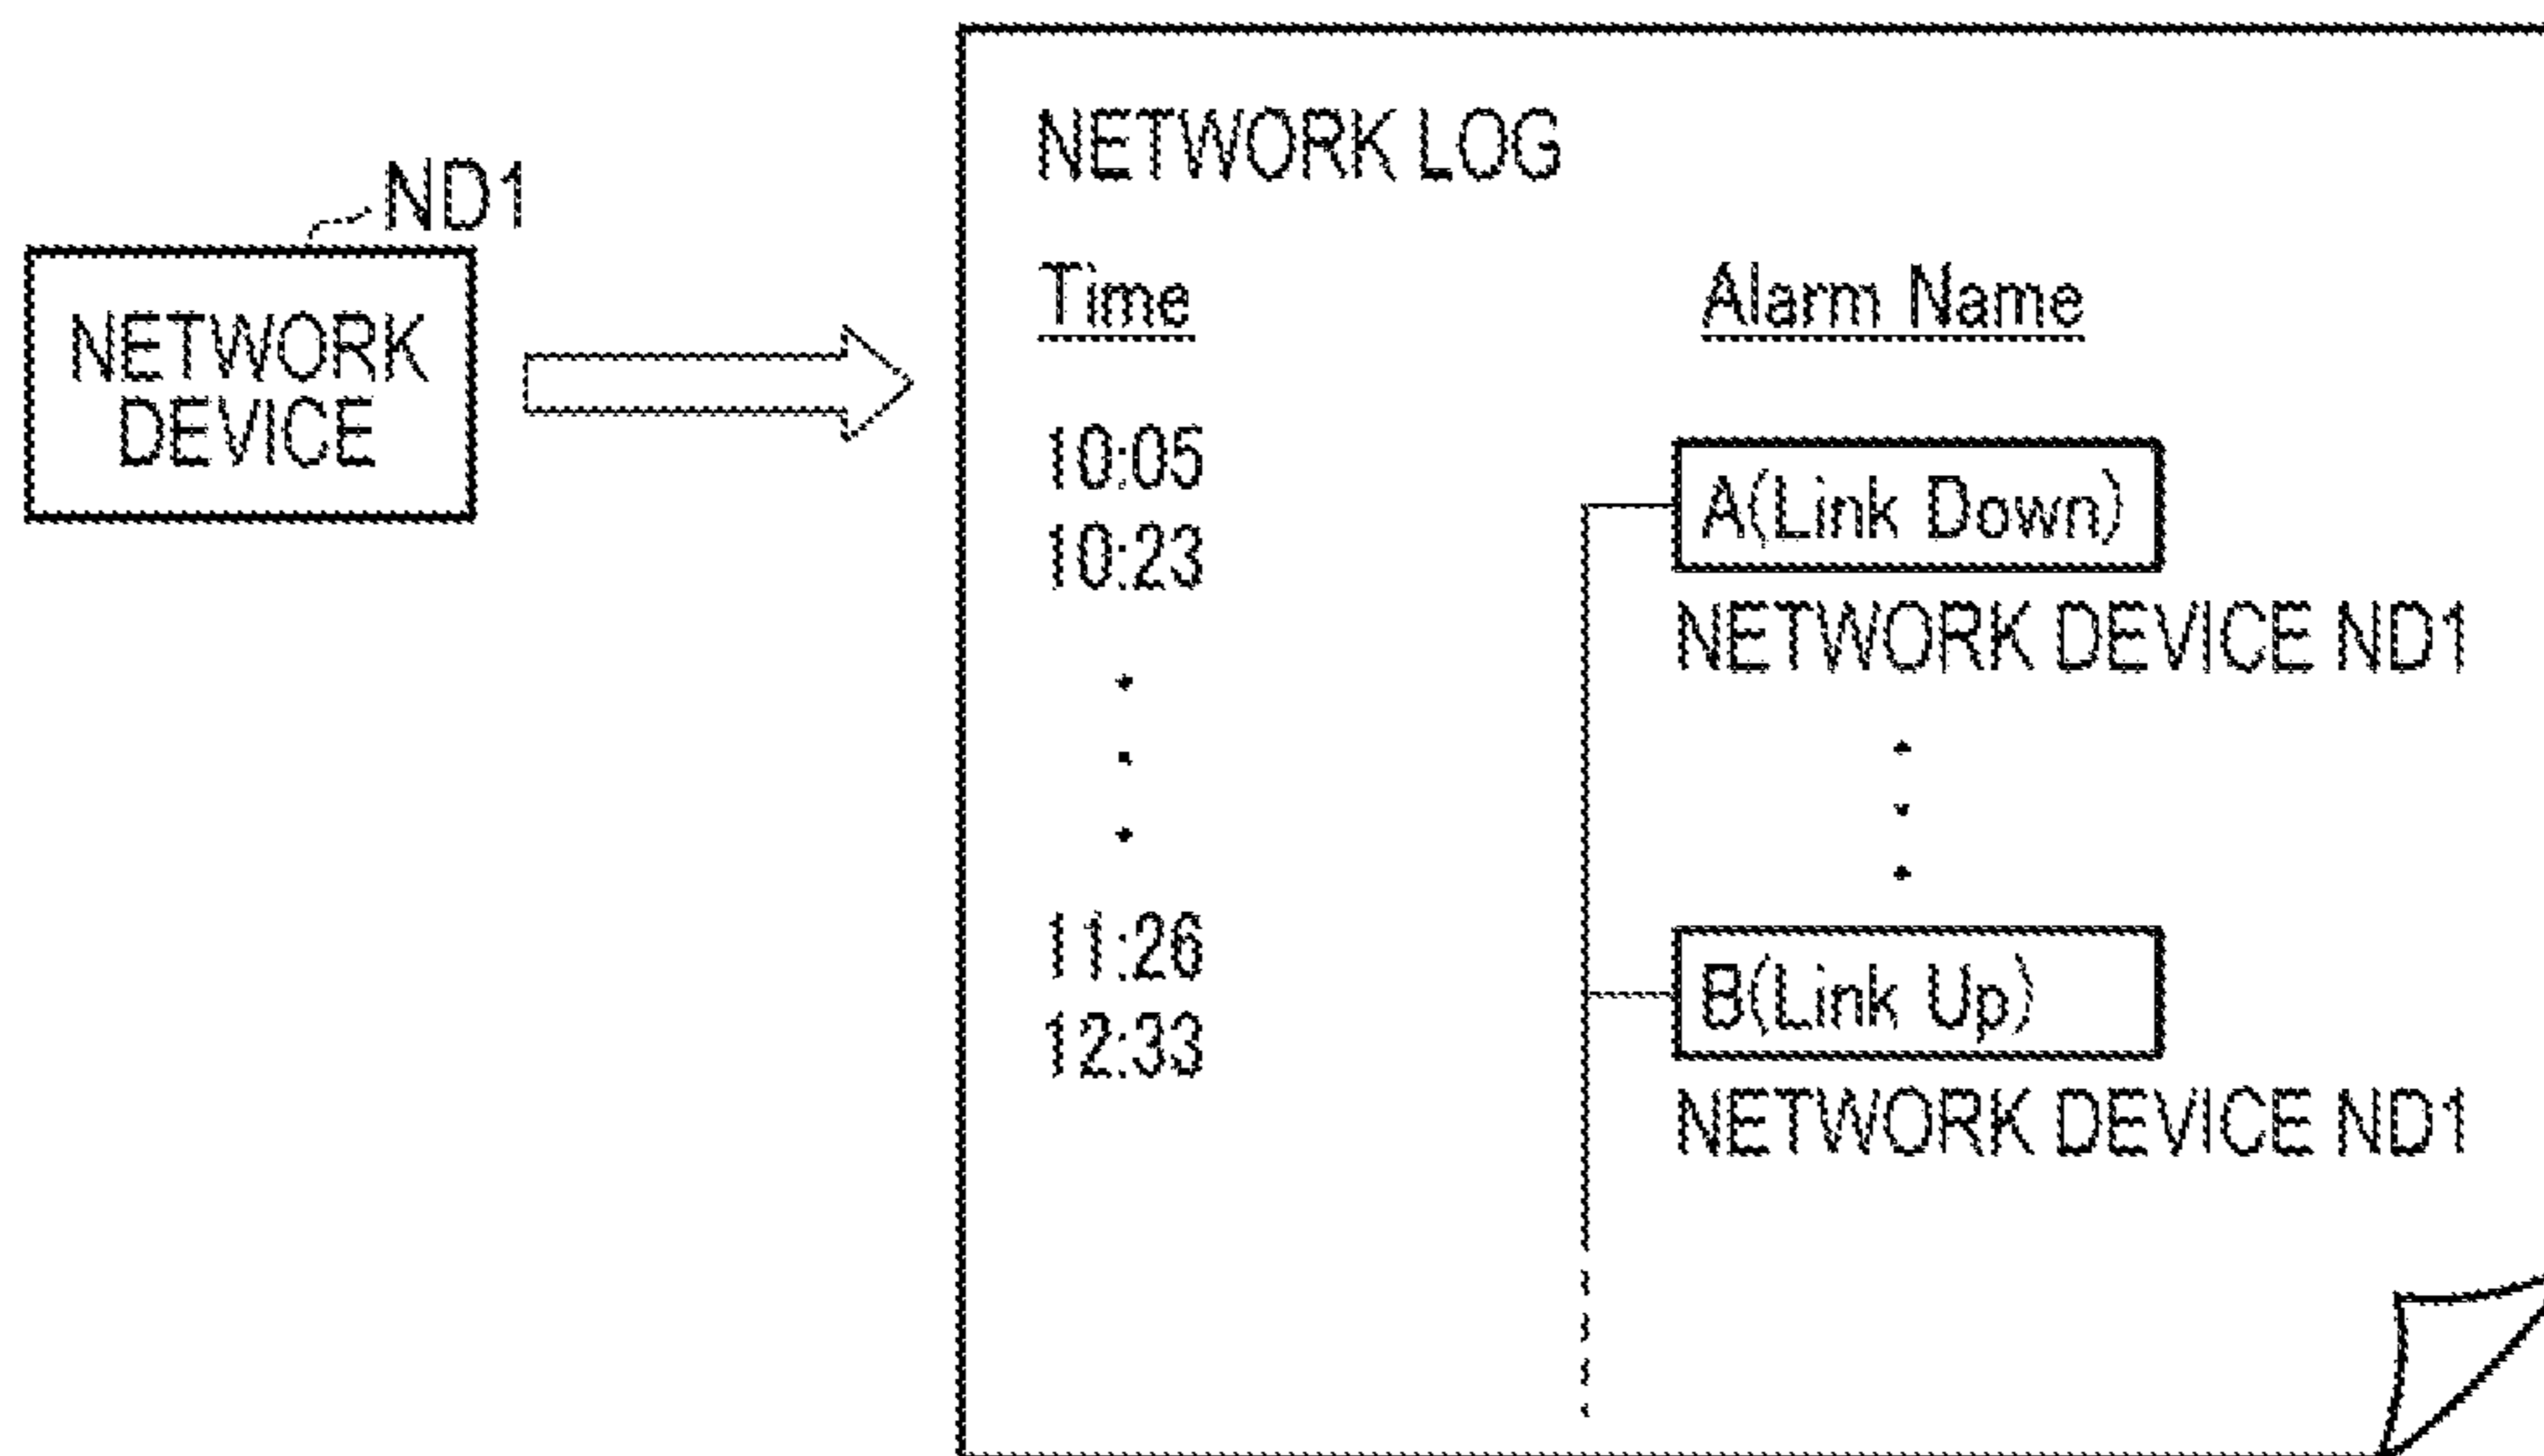 ND1
NETWORK
DEVICE
NETWORK LOG
Time Alarm Name
10:05 A(Link Down)
10:23 NETWORK DEVICE ND1
11:26 B(Link Up)
12:33 NETWORK DEVICE ND1